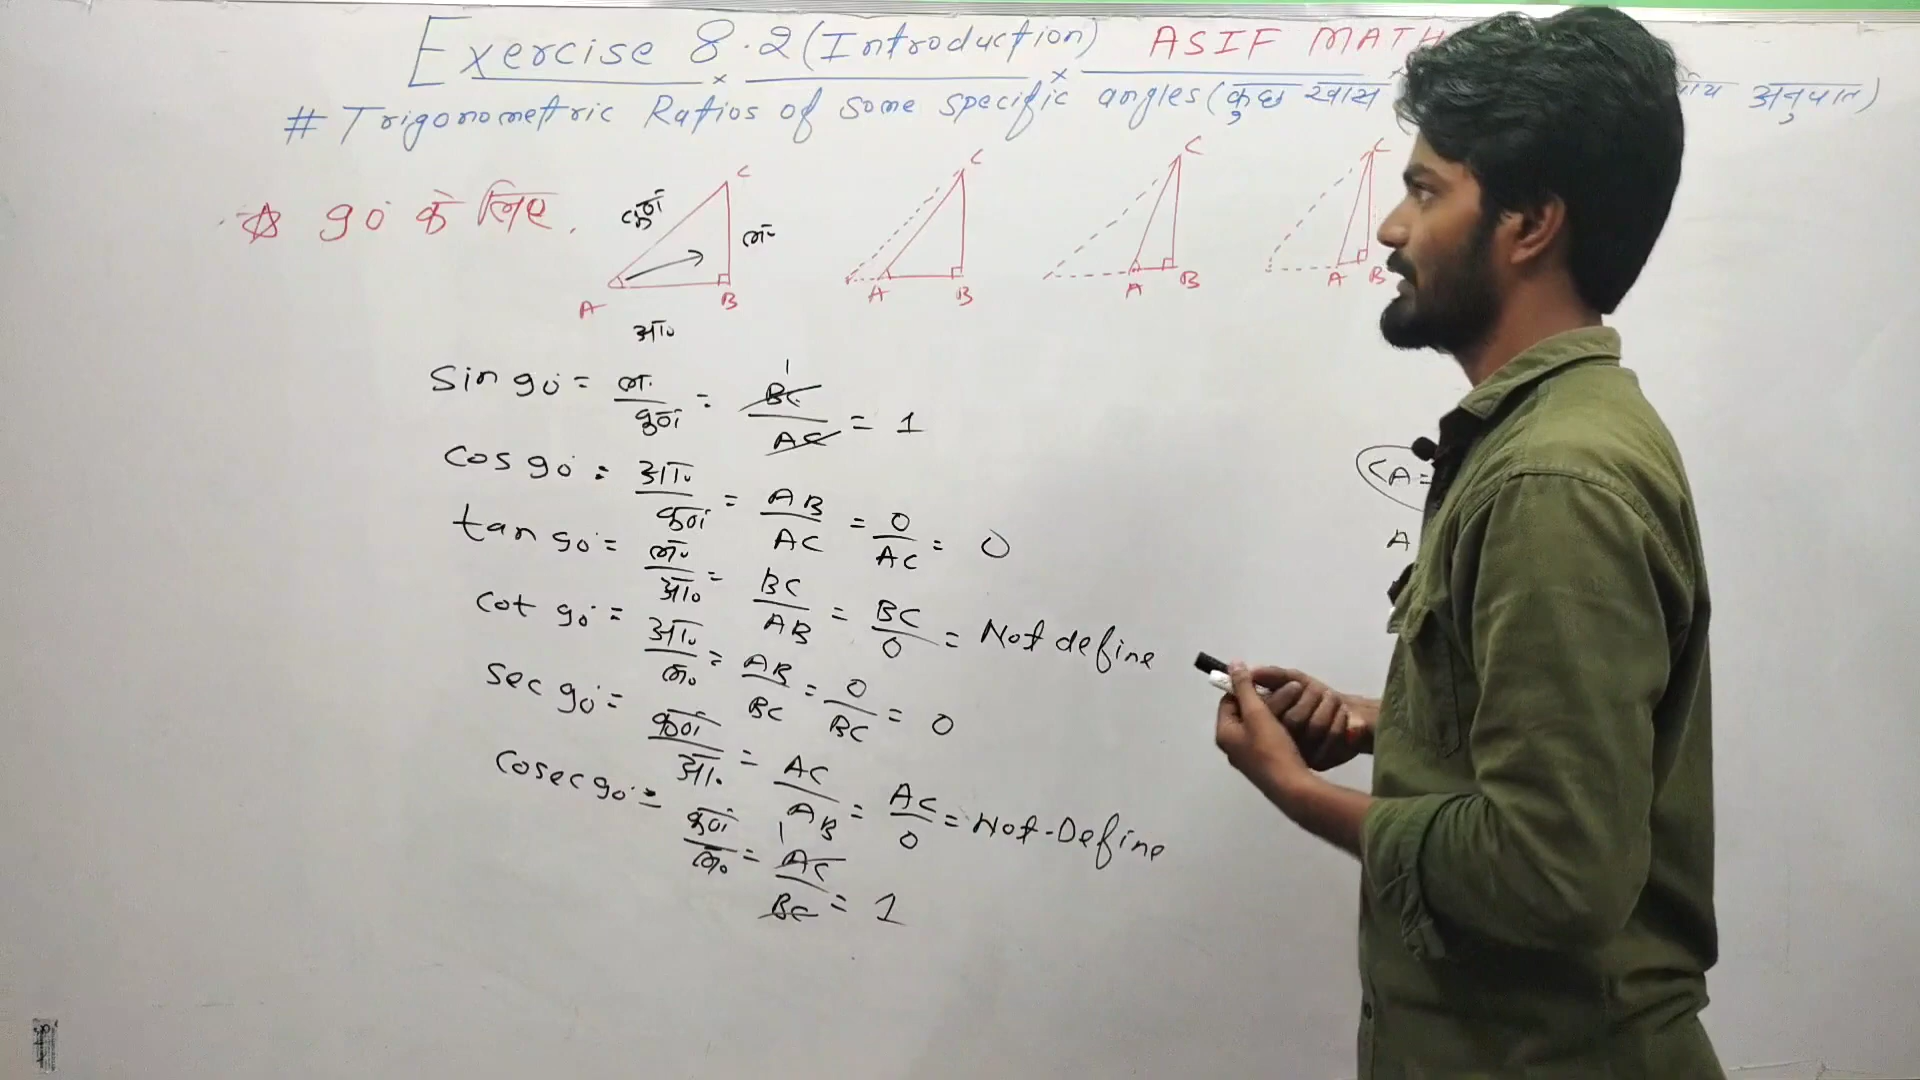 Exercise 8.2 (Introduction) ASIF MATH
# Trigonometric Ratios of some specific angles (कुछ खास अनुपात)
90° के लिए.
कर्ण
लं०
आ०
A B C
A B C
A B C
A B C
sin 90° = लं०/कर्ण = BC/AC = 1
1
cos 90° = आ०/कर्ण = AB/AC = 0/AC = 0
tan 90° = लं०/आ० = BC/AB = BC/0 = Not define
cot 90° = आ०/लं० = AB/BC = 0/BC = 0
sec 90° = कर्ण/आ० = AC/AB = AC/0 = Not-Define
cosec 90° = कर्ण/लं० = AC/BC = 1
1
<A =
A